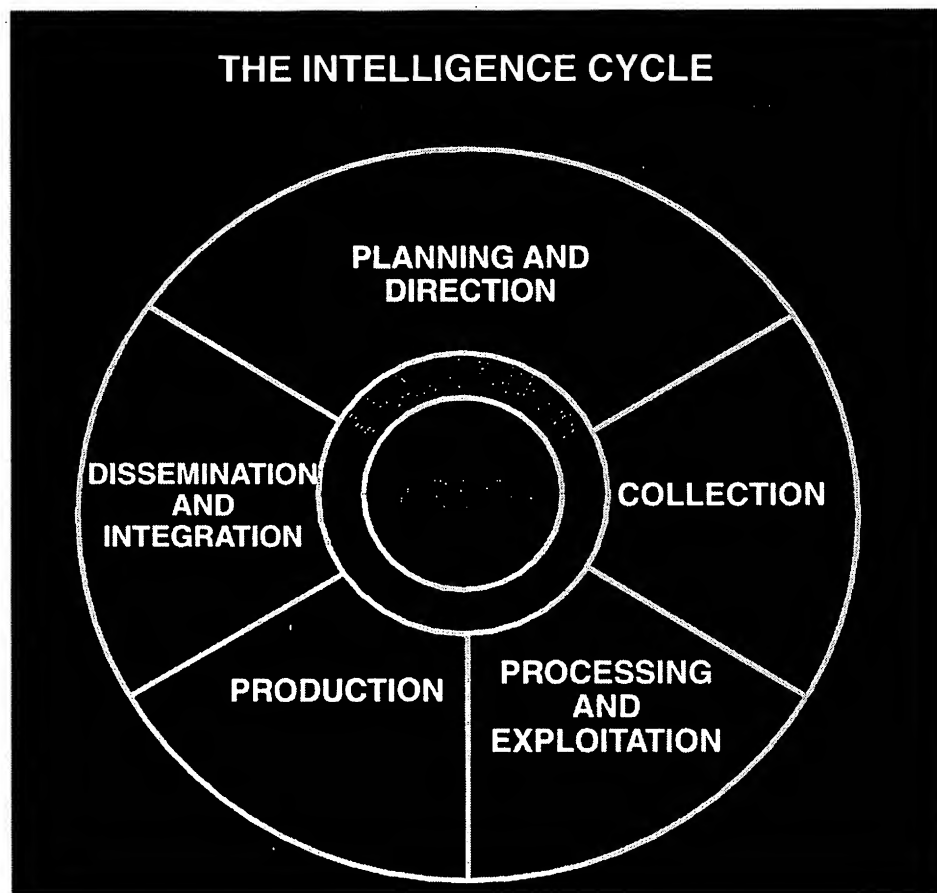 THE INTELLIGENCE CYCLE
PLANNING AND
DIRECTION
COLLECTION
PROCESSING
AND
EXPLOITATION
PRODUCTION
DISSEMINATION
AND
INTEGRATION